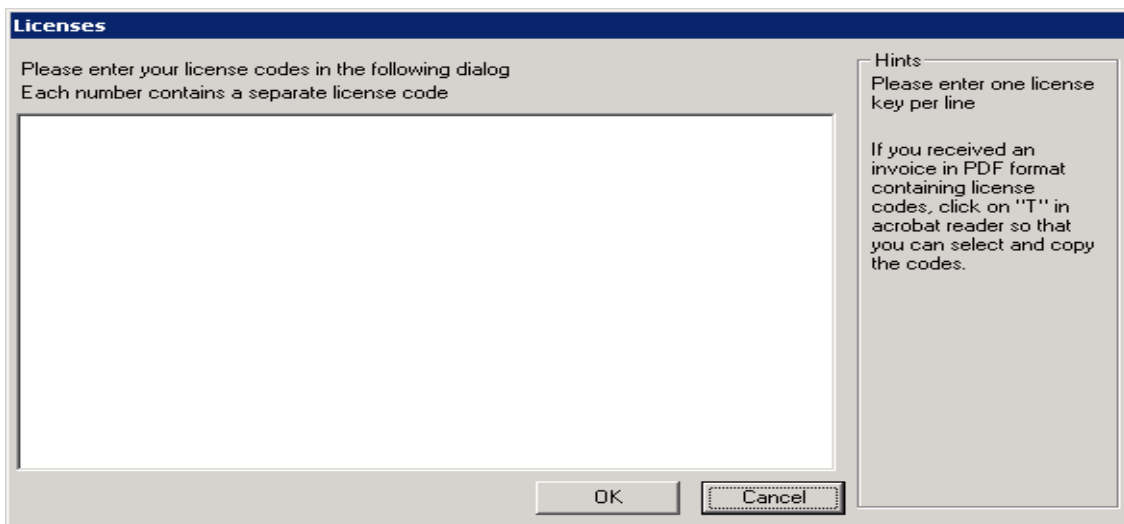 Licenses
Please enter your license codes in the following dialog
Each number contains a separate license code
Hints
Please enter one license
key per line
If you received an
invoice in PDF format
containing license
codes, click on "T" in
acrobat reader so that
you can select and copy
the codes.
OK
Cancel